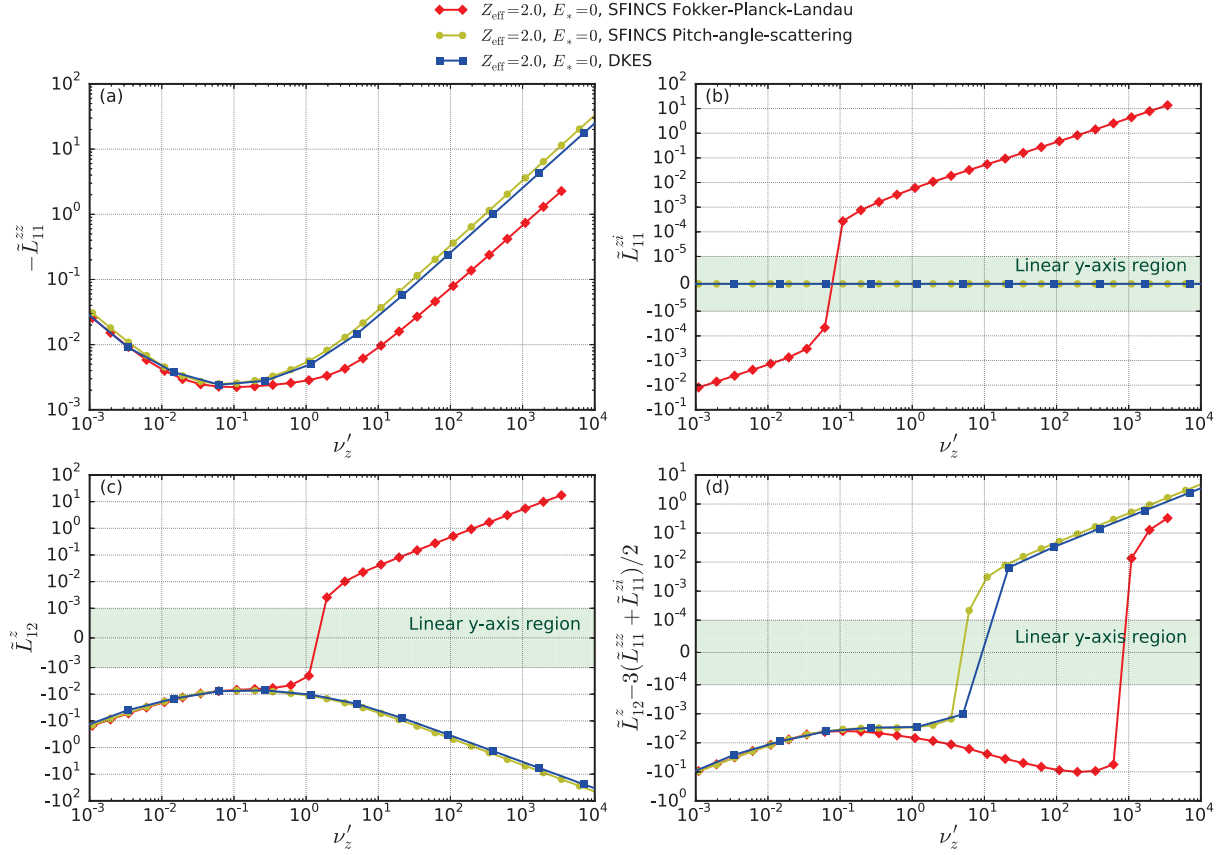 Z_eff=2.0, E_*=0, SFINCS Fokker-Planck-Landau
Z_eff=2.0, E_*=0, SFINCS Pitch-angle-scattering
Z_eff=2.0, E_*=0, DKES
(a)
10^2
10^1
10^0
10^-1
10^-2
10^-3
−L̃_11^zz
10^-3 10^-2 10^-1 10^0 10^1 10^2 10^3 10^4
ν′_z
(b)
10^2
10^1
10^0
10^-1
10^-2
10^-3
10^-4
10^-5
0
-10^-5
-10^-4
-10^-3
-10^-2
-10^-1
L̃_11^zi
Linear y-axis region
10^-3 10^-2 10^-1 10^0 10^1 10^2 10^3 10^4
ν′_z
(c)
10^2
10^1
10^0
10^-1
10^-2
10^-3
0
-10^-3
-10^-2
-10^-1
-10^0
-10^1
-10^2
L̃_12^z
Linear y-axis region
10^-3 10^-2 10^-1 10^0 10^1 10^2 10^3 10^4
ν′_z
(d)
10^1
10^0
10^-1
10^-2
10^-3
10^-4
0
-10^-4
-10^-3
-10^-2
-10^-1
-10^0
L̃_12^z−3(L̃_11^zz+L̃_11^zi)/2
Linear y-axis region
10^-3 10^-2 10^-1 10^0 10^1 10^2 10^3 10^4
ν′_z